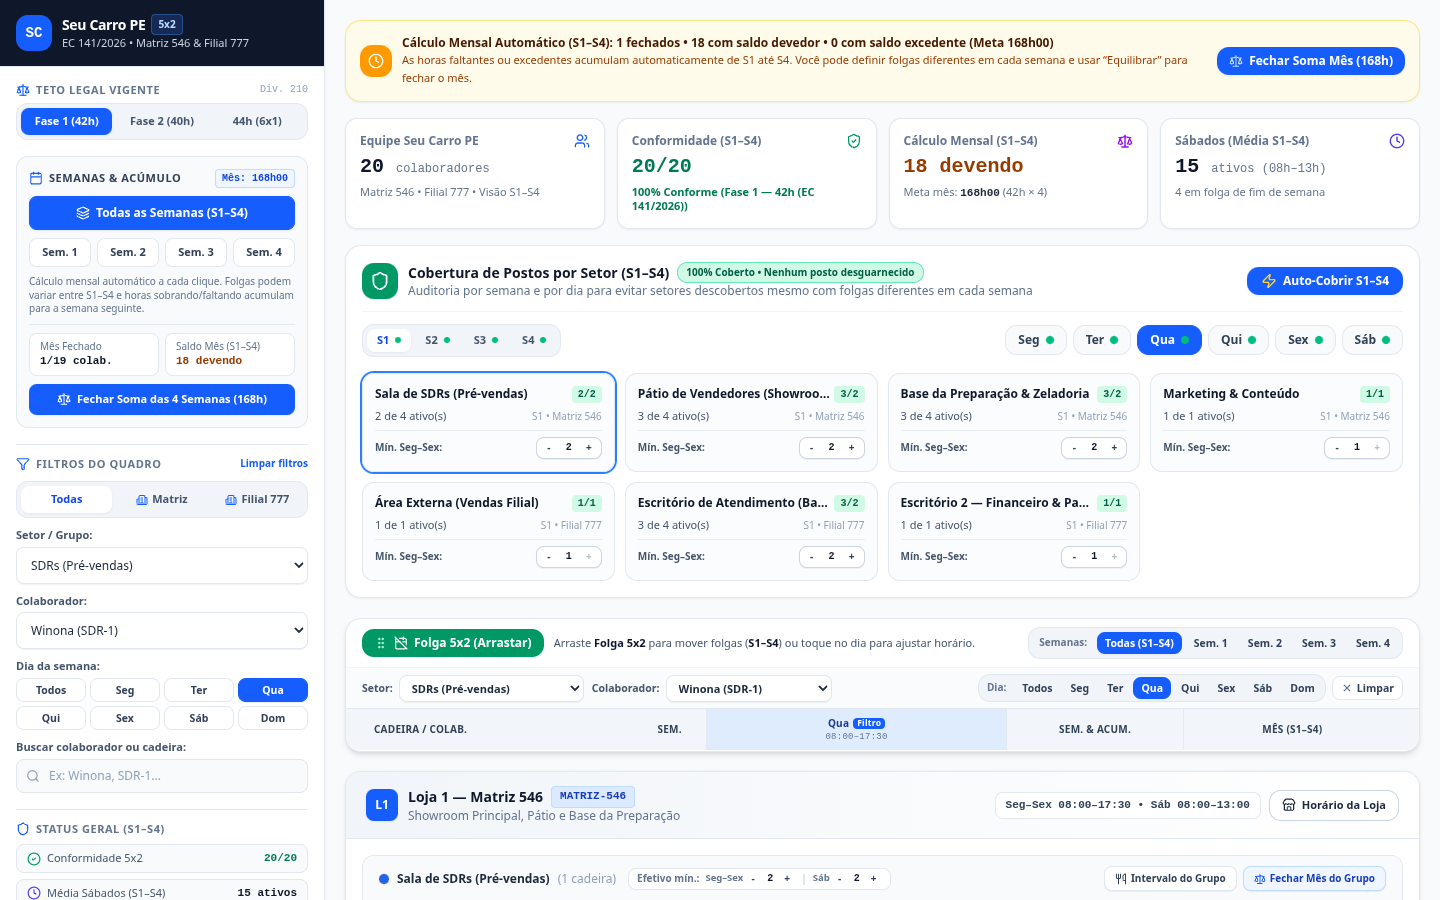 SC
Seu Carro PE 5x2
EC 141/2026 • Matriz 546 & Filial 777
TETO LEGAL VIGENTE Div. 210
Fase 1 (42h) Fase 2 (40h) 44h (6x1)
SEMANAS & ACÚMULO Mês: 168h00
Todas as Semanas (S1–S4)
Sem. 1 Sem. 2 Sem. 3 Sem. 4
Cálculo mensal automático a cada clique. Folgas podem
variar entre S1–S4 e horas sobrando/faltando acumulam
para a semana seguinte.
Mês Fechado Saldo Mês (S1–S4)
1/19 colab. 18 devendo
Fechar Soma das 4 Semanas (168h)
FILTROS DO QUADRO Limpar filtros
Todas Matriz Filial 777
Setor / Grupo:
SDRs (Pré-vendas)
Colaborador:
Winona (SDR-1)
Dia da semana:
Todos Seg Ter Qua
Qui Sex Sáb Dom
Buscar colaborador ou cadeira:
Ex: Winona, SDR-1...
STATUS GERAL (S1–S4)
Conformidade 5x2 20/20
Média Sábados (S1–S4) 15 ativos
Cálculo Mensal Automático (S1–S4): 1 fechados • 18 com saldo devedor • 0 com saldo excedente (Meta 168h00)
As horas faltantes ou excedentes acumulam automaticamente de S1 até S4. Você pode definir folgas diferentes em cada semana e usar “Equilibrar” para
fechar o mês.
Fechar Soma Mês (168h)
Equipe Seu Carro PE
20 colaboradores
Matriz 546 • Filial 777 • Visão S1–S4
Conformidade (S1–S4)
20/20
100% Conforme (Fase 1 — 42h (EC
141/2026))
Cálculo Mensal (S1–S4)
18 devendo
Meta mês: 168h00 (42h × 4)
Sábados (Média S1–S4)
15 ativos (08h–13h)
4 em folga de fim de semana
Cobertura de Postos por Setor (S1–S4) 100% Coberto • Nenhum posto desguarnecido
Auditoria por semana e por dia para evitar setores descobertos mesmo com folgas diferentes em cada semana
Auto-Cobrir S1–S4
S1 S2 S3 S4
Seg Ter Qua Qui Sex Sáb
Sala de SDRs (Pré-vendas) 2/2
2 de 4 ativo(s) S1 • Matriz 546
Mín. Seg–Sex: - 2 +
Pátio de Vendedores (Showroo... 3/2
3 de 4 ativo(s) S1 • Matriz 546
Mín. Seg–Sex: - 2 +
Base da Preparação & Zeladoria 3/2
3 de 4 ativo(s) S1 • Matriz 546
Mín. Seg–Sex: - 2 +
Marketing & Conteúdo 1/1
1 de 1 ativo(s) S1 • Matriz 546
Mín. Seg–Sex: - 1 +
Área Externa (Vendas Filial) 1/1
1 de 1 ativo(s) S1 • Filial 777
Mín. Seg–Sex: - 1 +
Escritório de Atendimento (Ba... 3/2
3 de 4 ativo(s) S1 • Filial 777
Mín. Seg–Sex: - 2 +
Escritório 2 — Financeiro & Pa... 1/1
1 de 1 ativo(s) S1 • Filial 777
Mín. Seg–Sex: - 1 +
Folga 5x2 (Arrastar) Arraste Folga 5x2 para mover folgas (S1–S4) ou toque no dia para ajustar horário.
Semanas: Todas (S1–S4) Sem. 1 Sem. 2 Sem. 3 Sem. 4
Setor: SDRs (Pré-vendas) Colaborador: Winona (SDR-1)
Dia: Todos Seg Ter Qua Qui Sex Sáb Dom Limpar
CADEIRA / COLAB. SEM. Qua Filtro SEM. & ACUM. MÊS (S1–S4)
08:00–17:30
L1
Loja 1 — Matriz 546 MATRIZ-546
Showroom Principal, Pátio e Base da Preparação
Seg–Sex 08:00–17:30 • Sáb 08:00–13:00 Horário da Loja
Sala de SDRs (Pré-vendas) (1 cadeira) Efetivo mín.: Seg–Sex - 2 + | Sáb - 2 +
Intervalo do Grupo Fechar Mês do Grupo